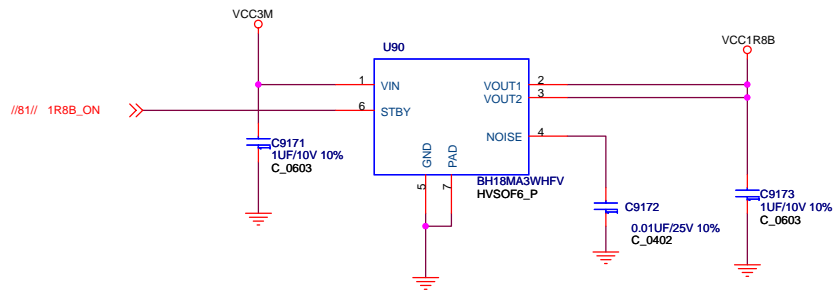 VCC3M
VCC1R8B
U90
1 VIN VOUT1 2
VOUT2 3
//81// 1R8B_ON 6 STBY
NOISE 4
GND PAD
5 7
BH18MA3WHFV
HVSOF6_P
C9171
1UF/10V 10%
C_0603
C9172
0.01UF/25V 10%
C_0402
C9173
1UF/10V 10%
C_0603